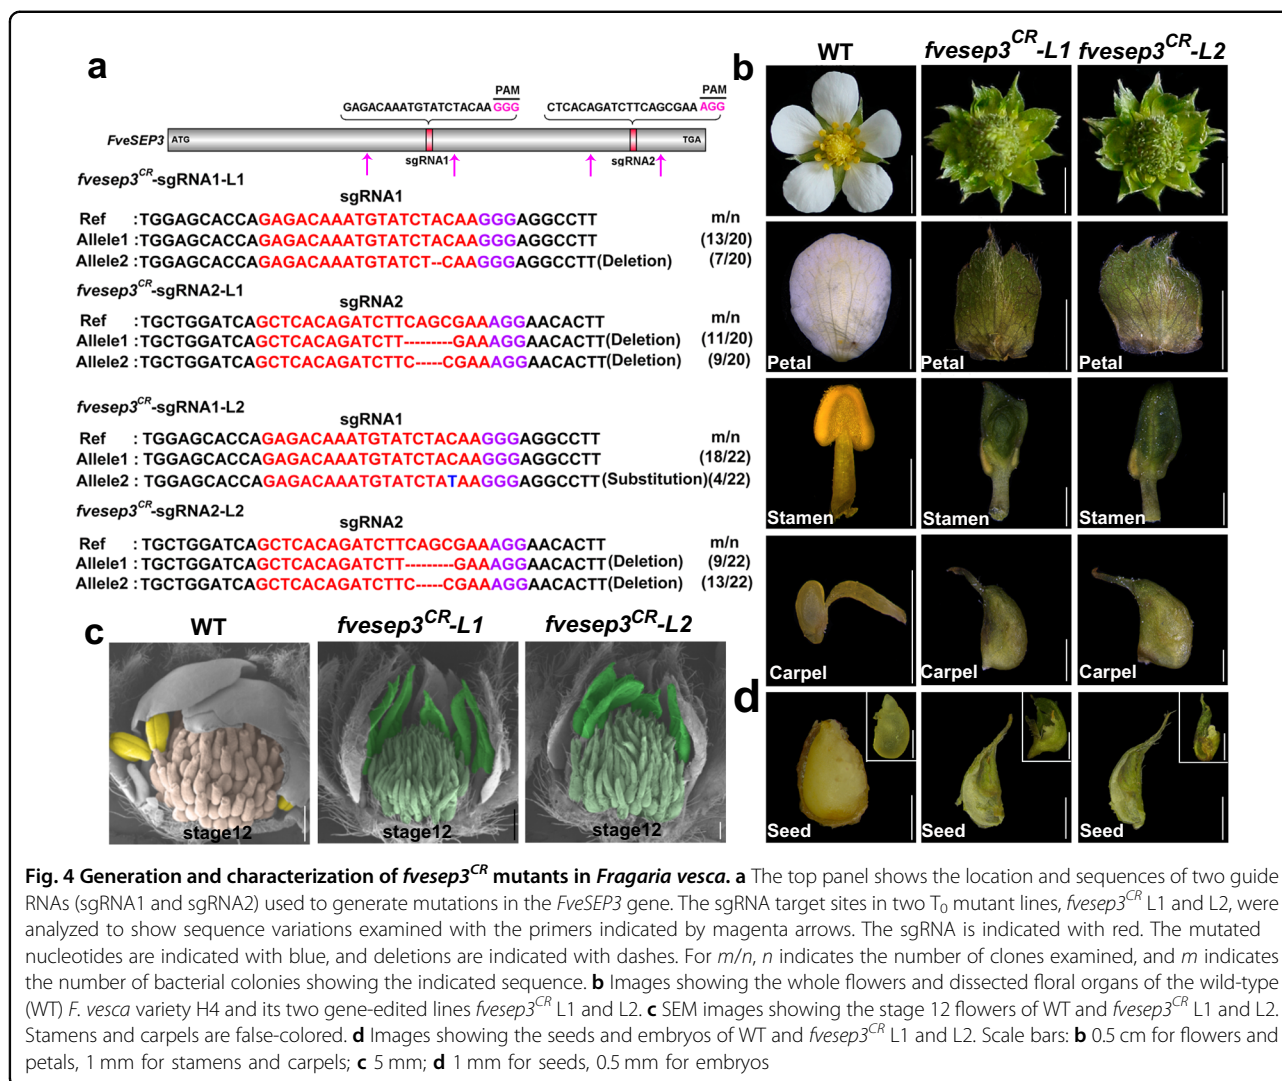 a
PAM
PAM
GAGACAAATGTATCTACAA GGG
CTCACAGATCTTCAGCGAA AGG
FveSEP3 ATG TGA
sgRNA1 sgRNA2
fvesep3CR-sgRNA1-L1
sgRNA1
Ref :TGGAGCACCAGAGACAAATGTATCTACAAGGGAGGCCTT m/n
Allele1 :TGGAGCACCAGAGACAAATGTATCTACAAGGGAGGCCTT (13/20)
Allele2 :TGGAGCACCAGAGACAAATGTATCT--CAAGGGAGGCCTT(Deletion) (7/20)
fvesep3CR-sgRNA2-L1
sgRNA2
Ref :TGCTGGATCAGCTCACAGATCTTCAGCGAAAGGAACACTT m/n
Allele1 :TGCTGGATCAGCTCACAGATCTT---------GAAAGGAACACTT(Deletion) (11/20)
Allele2 :TGCTGGATCAGCTCACAGATCTTC-----CGAAAGGAACACTT(Deletion) (9/20)
fvesep3CR-sgRNA1-L2
sgRNA1
Ref : TGGAGCACCAGAGACAAATGTATCTACAAGGGAGGCCTT m/n
Allele1 : TGGAGCACCAGAGACAAATGTATCTACAAGGGAGGCCTT (18/22)
Allele2 : TGGAGCACCAGAGACAAATGTATCTATAAGGGAGGCCTT(Substitution)(4/22)
fvesep3CR-sgRNA2-L2
sgRNA2
Ref :TGCTGGATCAGCTCACAGATCTTCAGCGAAAGGAACACTT m/n
Allele1 :TGCTGGATCAGCTCACAGATCTT---------GAAAGGAACACTT(Deletion) (9/22)
Allele2 :TGCTGGATCAGCTCACAGATCTTC-----CGAAAGGAACACTT(Deletion) (13/22)
b
WT fvesep3CR-L1 fvesep3CR-L2
Petal Petal Petal
Stamen Stamen Stamen
Carpel Carpel Carpel
c
WT fvesep3CR-L1 fvesep3CR-L2
stage12 stage12 stage12
d
Seed Seed Seed
Fig. 4 Generation and characterization of fvesep3CR mutants in Fragaria vesca. a The top panel shows the location and sequences of two guide
RNAs (sgRNA1 and sgRNA2) used to generate mutations in the FveSEP3 gene. The sgRNA target sites in two T0 mutant lines, fvesep3CR L1 and L2, were
analyzed to show sequence variations examined with the primers indicated by magenta arrows. The sgRNA is indicated with red. The mutated
nucleotides are indicated with blue, and deletions are indicated with dashes. For m/n, n indicates the number of clones examined, and m indicates
the number of bacterial colonies showing the indicated sequence. b Images showing the whole flowers and dissected floral organs of the wild-type
(WT) F. vesca variety H4 and its two gene-edited lines fvesep3CR L1 and L2. c SEM images showing the stage 12 flowers of WT and fvesep3CR L1 and L2.
Stamens and carpels are false-colored. d Images showing the seeds and embryos of WT and fvesep3CR L1 and L2. Scale bars: b 0.5 cm for flowers and
petals, 1 mm for stamens and carpels; c 5 mm; d 1 mm for seeds, 0.5 mm for embryos